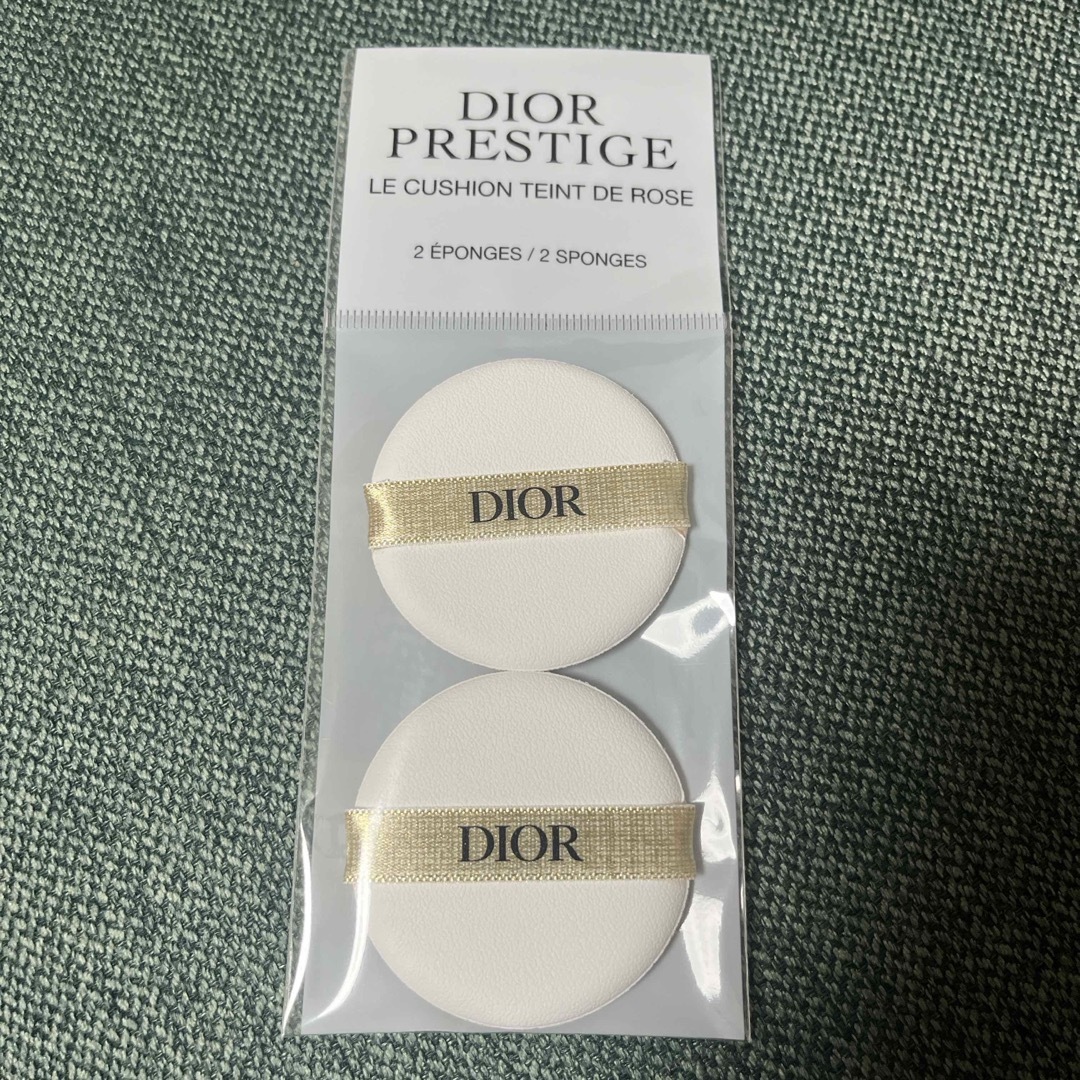 DIOR
PRESTIGE
LE CUSHION TEINT DE ROSE
2 ÉPONGES / 2 SPONGES
DIOR
DIOR